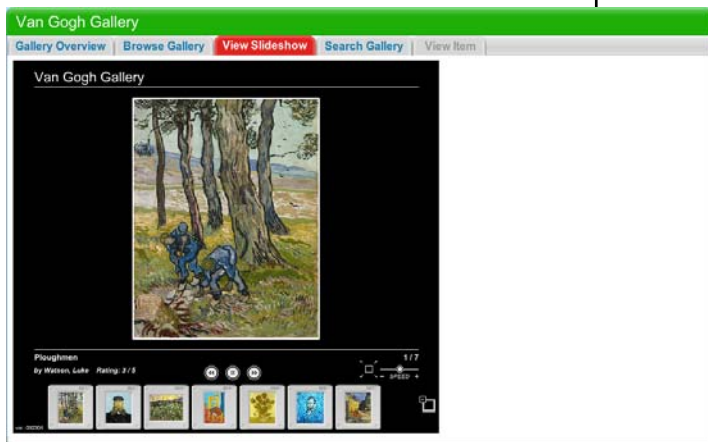 Van Gogh Gallery
Gallery Overview | Browse Gallery View Slideshow Search Gallery | View Item |
Van Gogh Gallery
Ploughmen 1 / 7
by Watson, Luke Rating: 3 / 5
- SPEED +